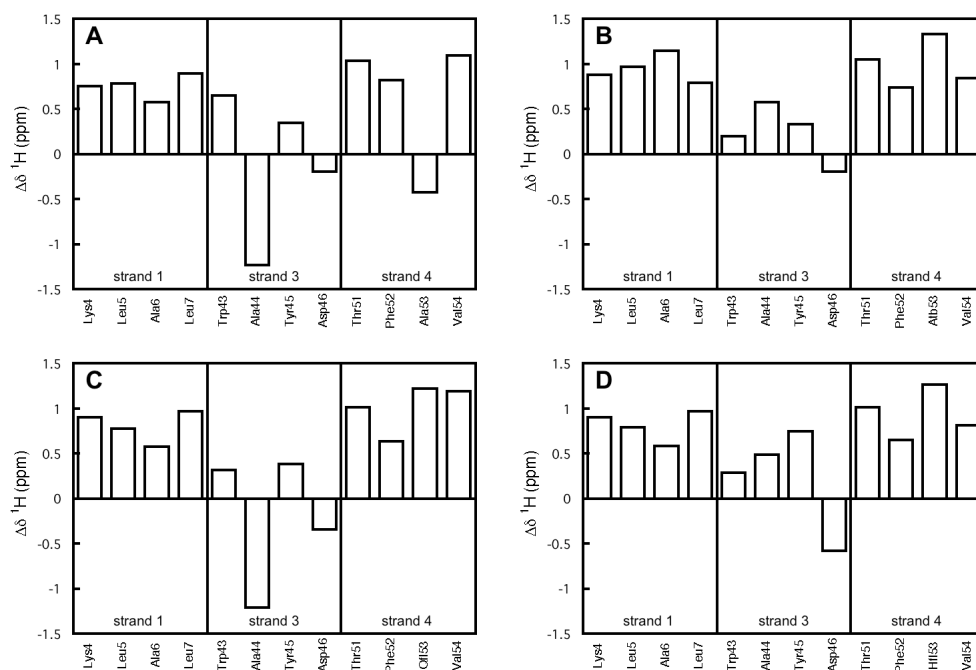 A
Δδ ¹H (ppm)
1.5
1
0.5
0
-0.5
-1
-1.5
strand 1
strand 3
strand 4
Lys4
Leu5
Ala6
Leu7
Trp43
Ala44
Tyr45
Asp46
Thr51
Phe52
Ala53
Val54
B
Δδ ¹H (ppm)
1.5
1
0.5
0
-0.5
-1
-1.5
strand 1
strand 3
strand 4
Lys4
Leu5
Ala6
Leu7
Trp43
Ala44
Tyr45
Asp46
Thr51
Phe52
Atb53
Val54
C
Δδ ¹H (ppm)
1.5
1
0.5
0
-0.5
-1
-1.5
strand 1
strand 3
strand 4
Lys4
Leu5
Ala6
Leu7
Trp43
Ala44
Tyr45
Asp46
Thr51
Phe52
Val54
D
Δδ ¹H (ppm)
1.5
1
0.5
0
-0.5
-1
-1.5
strand 1
strand 3
strand 4
Lys4
Leu5
Ala6
Leu7
Trp43
Ala44
Tyr45
Asp46
Thr51
Phe52
Hfl53
Val54